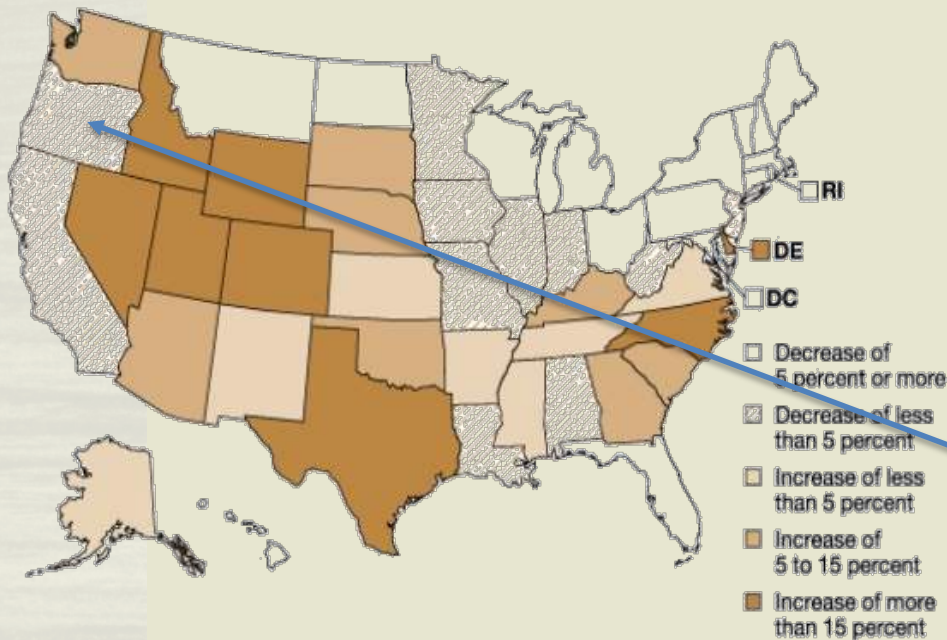 RI
DE
DC
Decrease of
5 percent or more
Decrease of less
than 5 percent
Increase of less
than 5 percent
Increase of
5 to 15 percent
Increase of more
than 15 percent